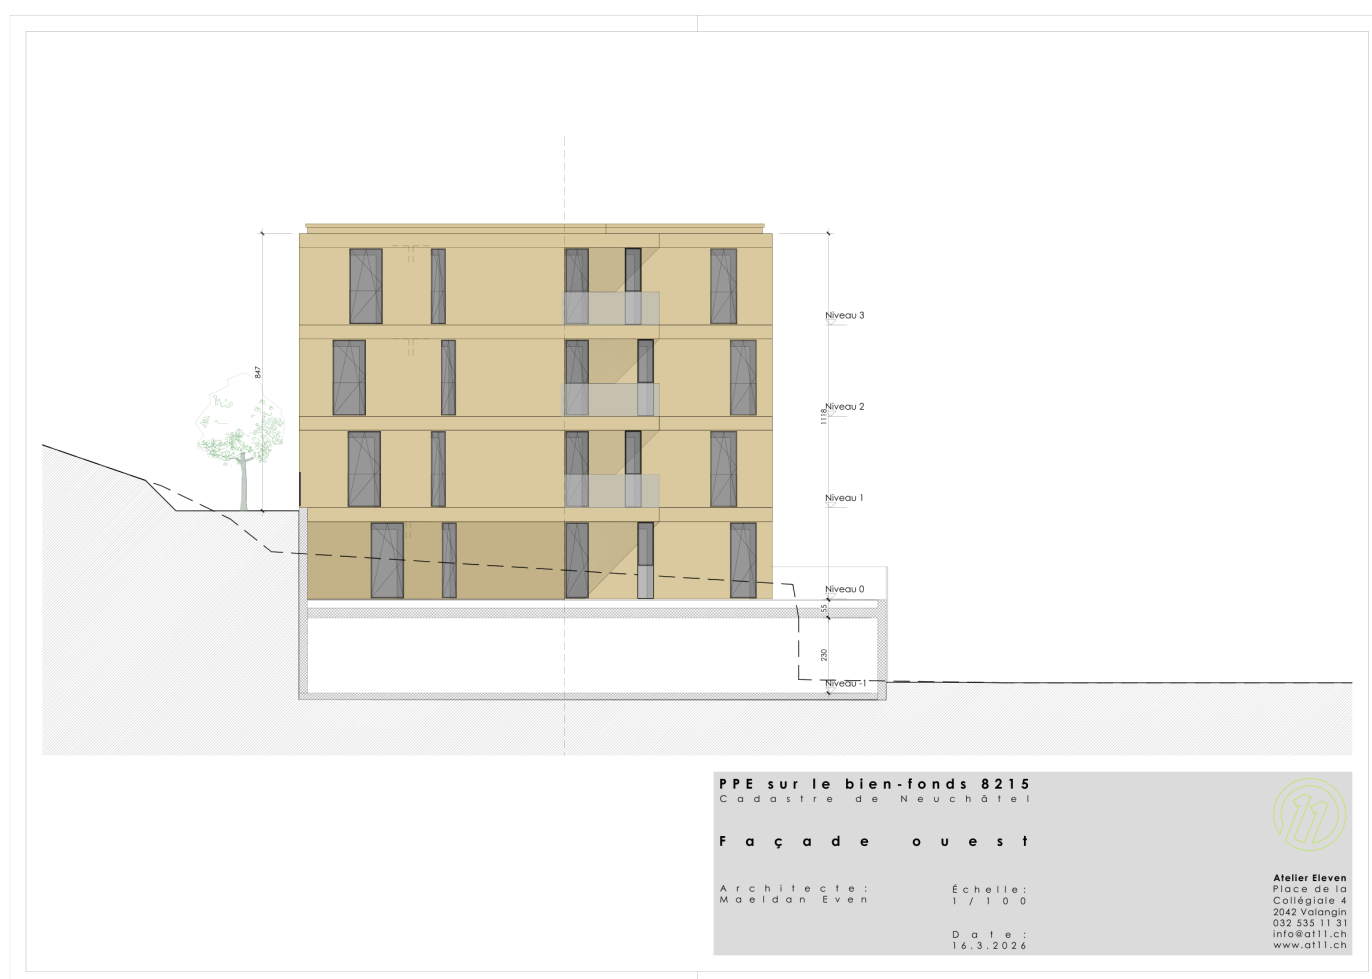 Niveau 3
847
Niveau 2
1118
Niveau 1
Niveau 0
55
230
Niveau -1
PPE sur le bien-fonds 8215
Cadastre de Neuchâtel
Façade ouest
Architecte:
Maeldan Even
Échelle:
1/100
Date:
16.3.2026
11
Atelier Eleven
Place de la
Collégiale 4
2042 Valangin
032 535 11 31
info@at11.ch
www.at11.ch